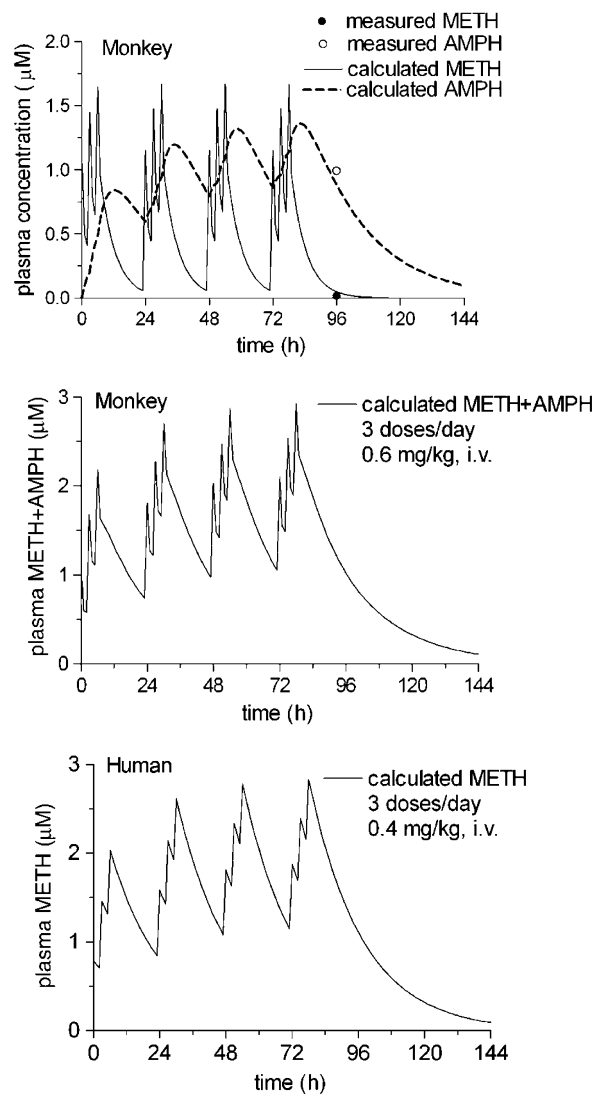 Monkey
measured METH
measured AMPH
calculated METH
calculated AMPH
plasma concentration ( μM)
2.0
1.5
1.0
0.5
0.0
0 24 48 72 96 120 144
time (h)
Monkey
calculated METH+AMPH
3 doses/day
0.6 mg/kg, i.v.
plasma METH+AMPH (μM)
3
2
1
0
0 24 48 72 96 120 144
time (h)
Human
calculated METH
3 doses/day
0.4 mg/kg, i.v.
plasma METH (μM)
3
2
1
0
0 24 48 72 96 120 144
time (h)